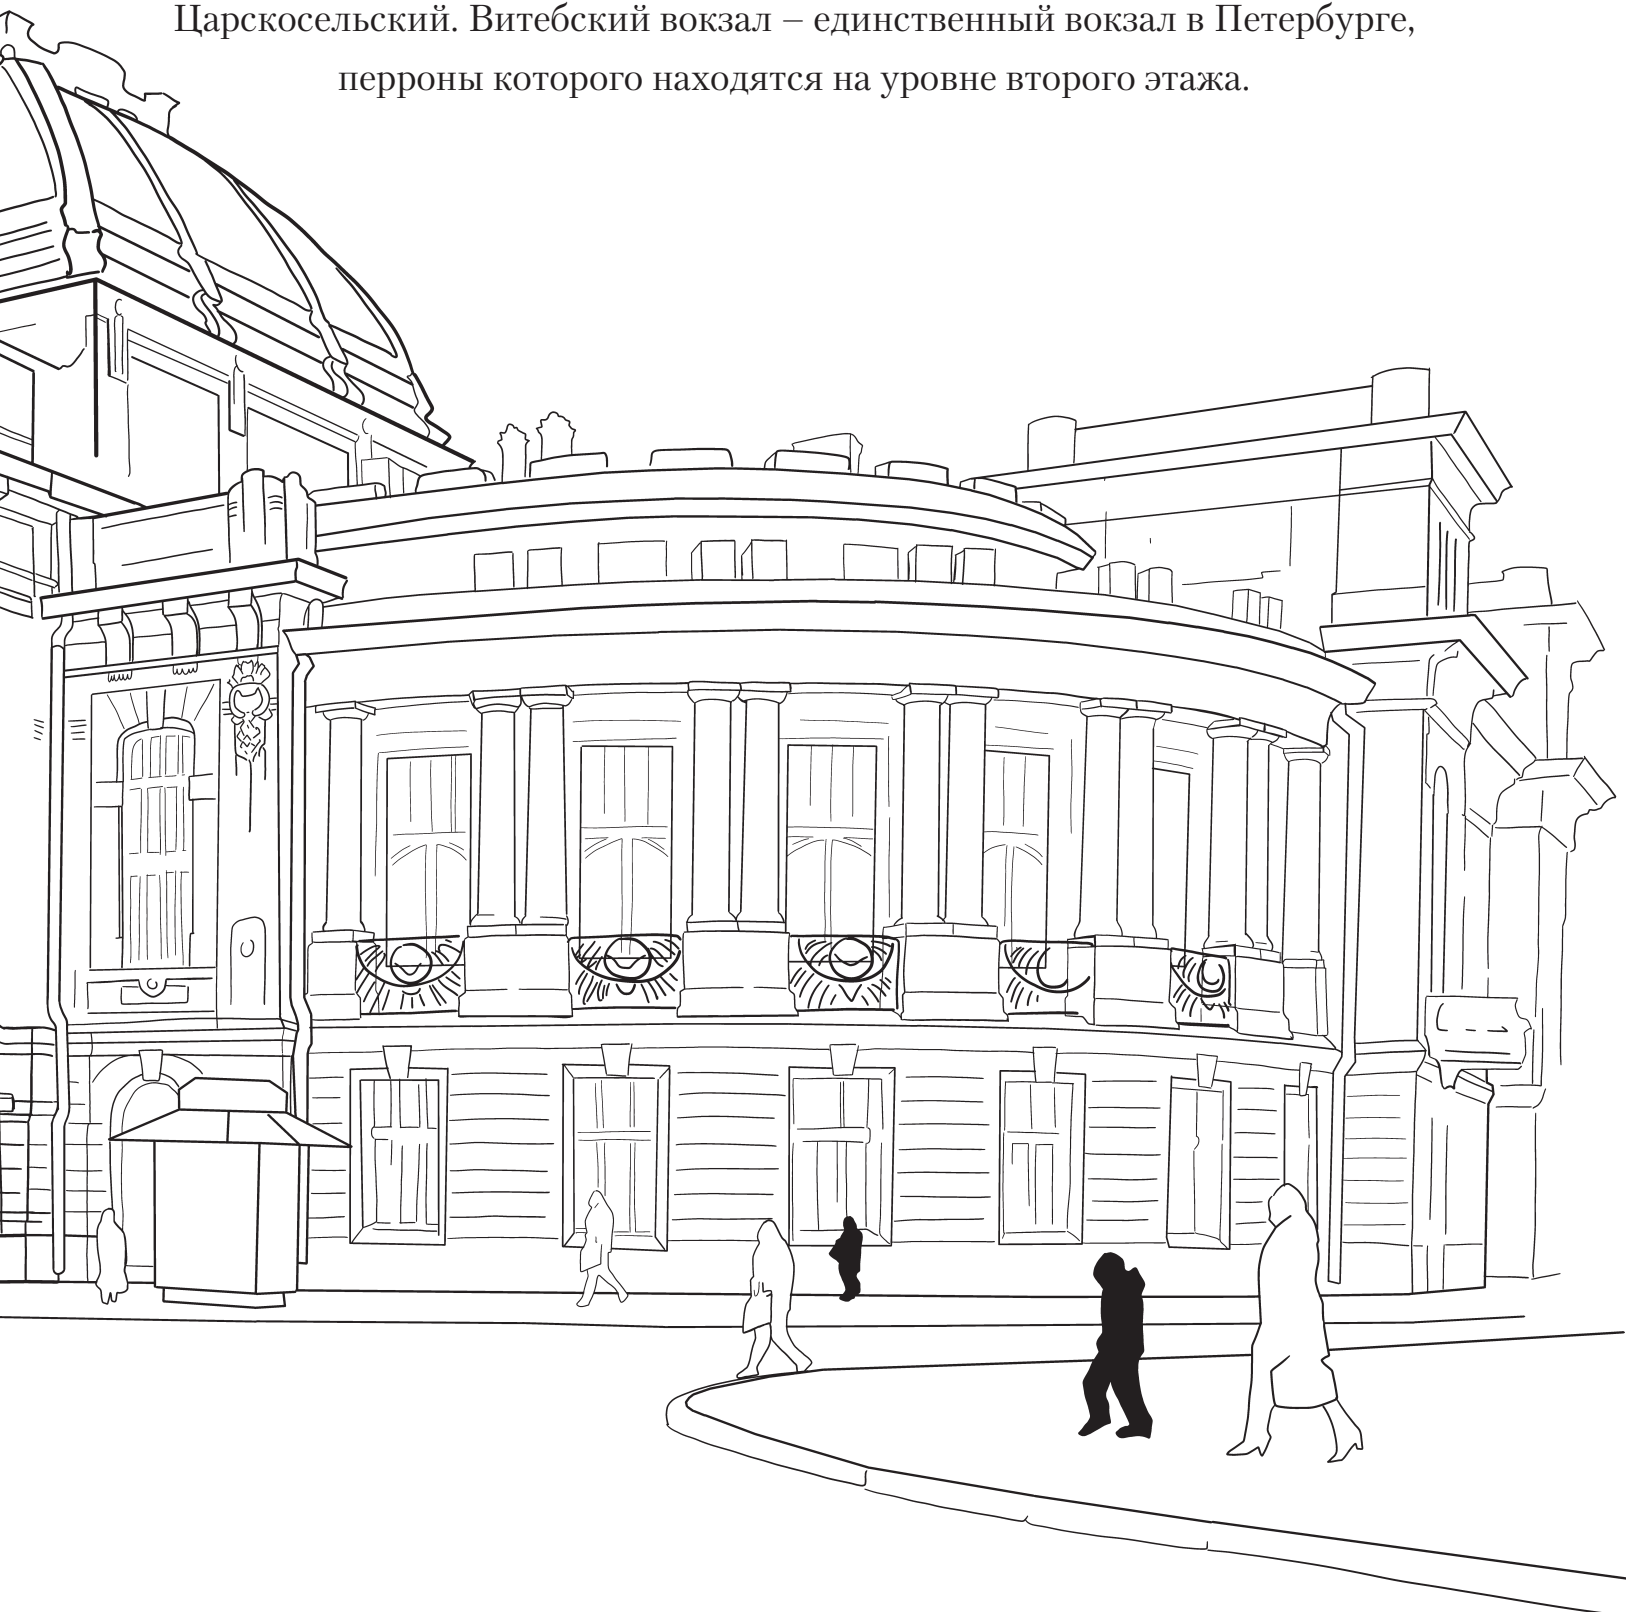 Царскосельский. Витебский вокзал – единственный вокзал в Петербурге,
перроны которого находятся на уровне второго этажа.